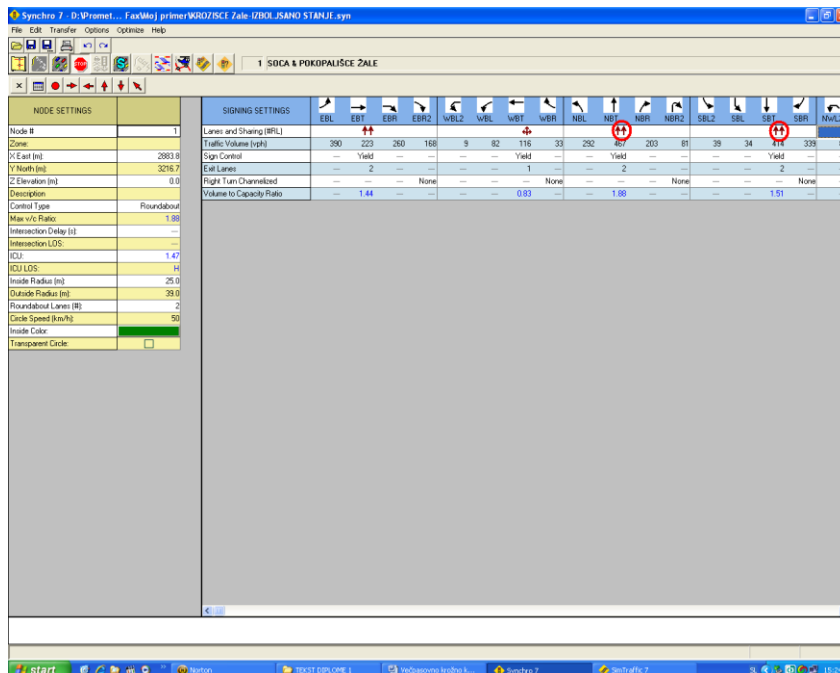 Synchro 7 - D:\Promet... Fax\Moj primer\KROZISCE Zale-IZBOLJSANO STANJE.syn
File Edit Transfer Options Optimize Help
STOP
1 SOCA & POKOPALIŠCE ŽALE
NODE SETTINGS
Node # 1
Zone:
X East (m): 2883.8
Y North (m): 3216.7
Z Elevation (m): 0.0
Description
Control Type Roundabout
Max v/c Ratio: 1.88
Intersection Delay (s): —
Intersection LOS: —
ICU: 1.47
ICU LOS: H
Inside Radius (m): 25.0
Outside Radius (m): 39.0
Roundabout Lanes (#): 2
Circle Speed (km/h): 50
Inside Color:
Transparent Circle:
SIGNING SETTINGS EBL EBT EBR EBR2 WBL2 WBL WBT WBR NBL NBT NBR NBR2 SBL2 SBL SBT SBR
Lanes and Sharing (#RL)
Traffic Volume (vph) 390 223 260 168 9 82 116 33 292 467 203 81 39 34 414 339
Sign Control — Yield — — — — Yield — — Yield — — — — Yield —
Exit Lanes — 2 — — — — 1 — — 2 — — — — 2 —
Right Turn Channelized — — — None — — — None — — — None — — — None
Volume to Capacity Ratio — 1.44 — — — — 0.83 — — 1.88 — — — — 1.51 —
start
Norton
TEKST DIPLOME 1
Večpasovno krožno k...
Synchro 7
SimTraffic 7
SL